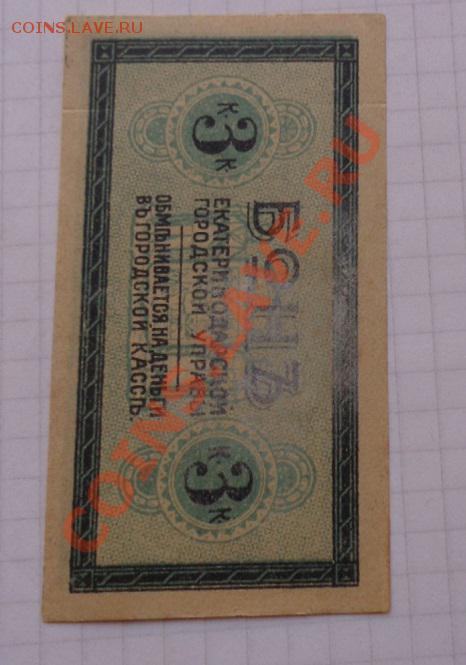 COINS.LAVE.RU
К 3 К
К 3 К
БОНЪ
ЕКАТЕРИНОДАРСКОЙ
ГОРОДСКОЙ УПРАВЫ
ОБМѢНИВАЕТСЯ НА ДЕНЬГИ
ВЪ ГОРОДСКОЙ КАССѢ.
COINS.LAVE.RU